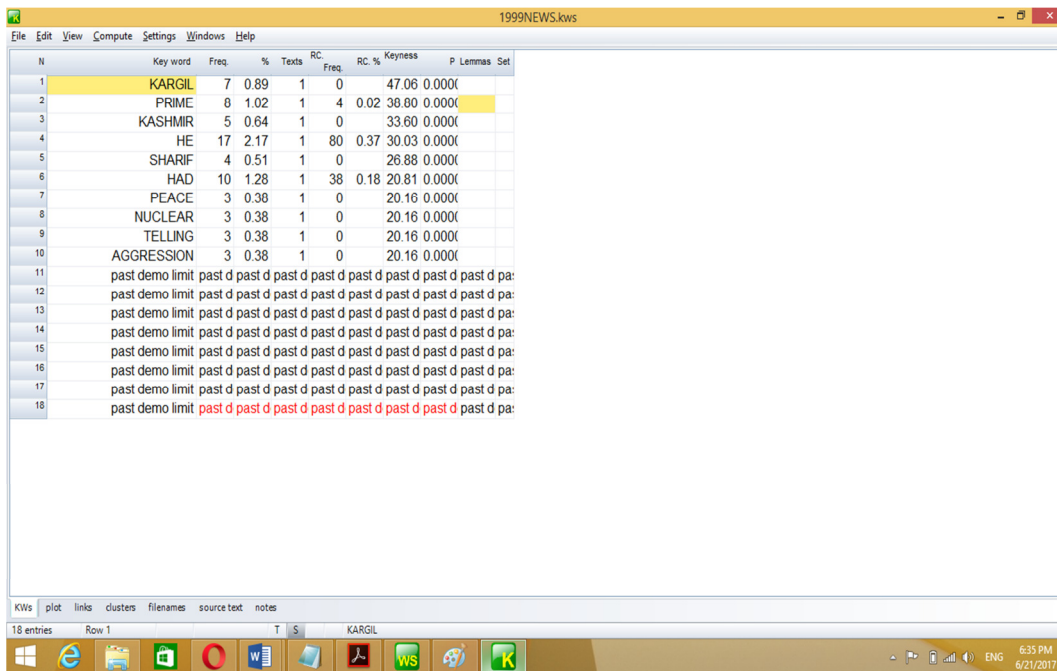 1999NEWS.kws
File Edit View Compute Settings Windows Help
N Key word Freq. % Texts RC. Freq. RC. % Keyness P Lemmas Set
1 KARGIL 7 0.89 1 0 47.06 0.000(
2 PRIME 8 1.02 1 4 0.02 38.80 0.000(
3 KASHMIR 5 0.64 1 0 33.60 0.000(
4 HE 17 2.17 1 80 0.37 30.03 0.000(
5 SHARIF 4 0.51 1 0 26.88 0.000(
6 HAD 10 1.28 1 38 0.18 20.81 0.000(
7 PEACE 3 0.38 1 0 20.16 0.000(
8 NUCLEAR 3 0.38 1 0 20.16 0.000(
9 TELLING 3 0.38 1 0 20.16 0.000(
10 AGGRESSION 3 0.38 1 0 20.16 0.000(
11 past demo limit past d past d past d past d past d past d past d past d pa
12 past demo limit past d past d past d past d past d past d past d past d pa
13 past demo limit past d past d past d past d past d past d past d past d pa
14 past demo limit past d past d past d past d past d past d past d past d pa
15 past demo limit past d past d past d past d past d past d past d past d pa
16 past demo limit past d past d past d past d past d past d past d past d pa
17 past demo limit past d past d past d past d past d past d past d past d pa
18 past demo limit past d past d past d past d past d past d past d past d pa
KWs plot links clusters filenames source text notes
18 entries Row 1 T S KARGIL
WS K ENG 6:35 PM
6/21/2017